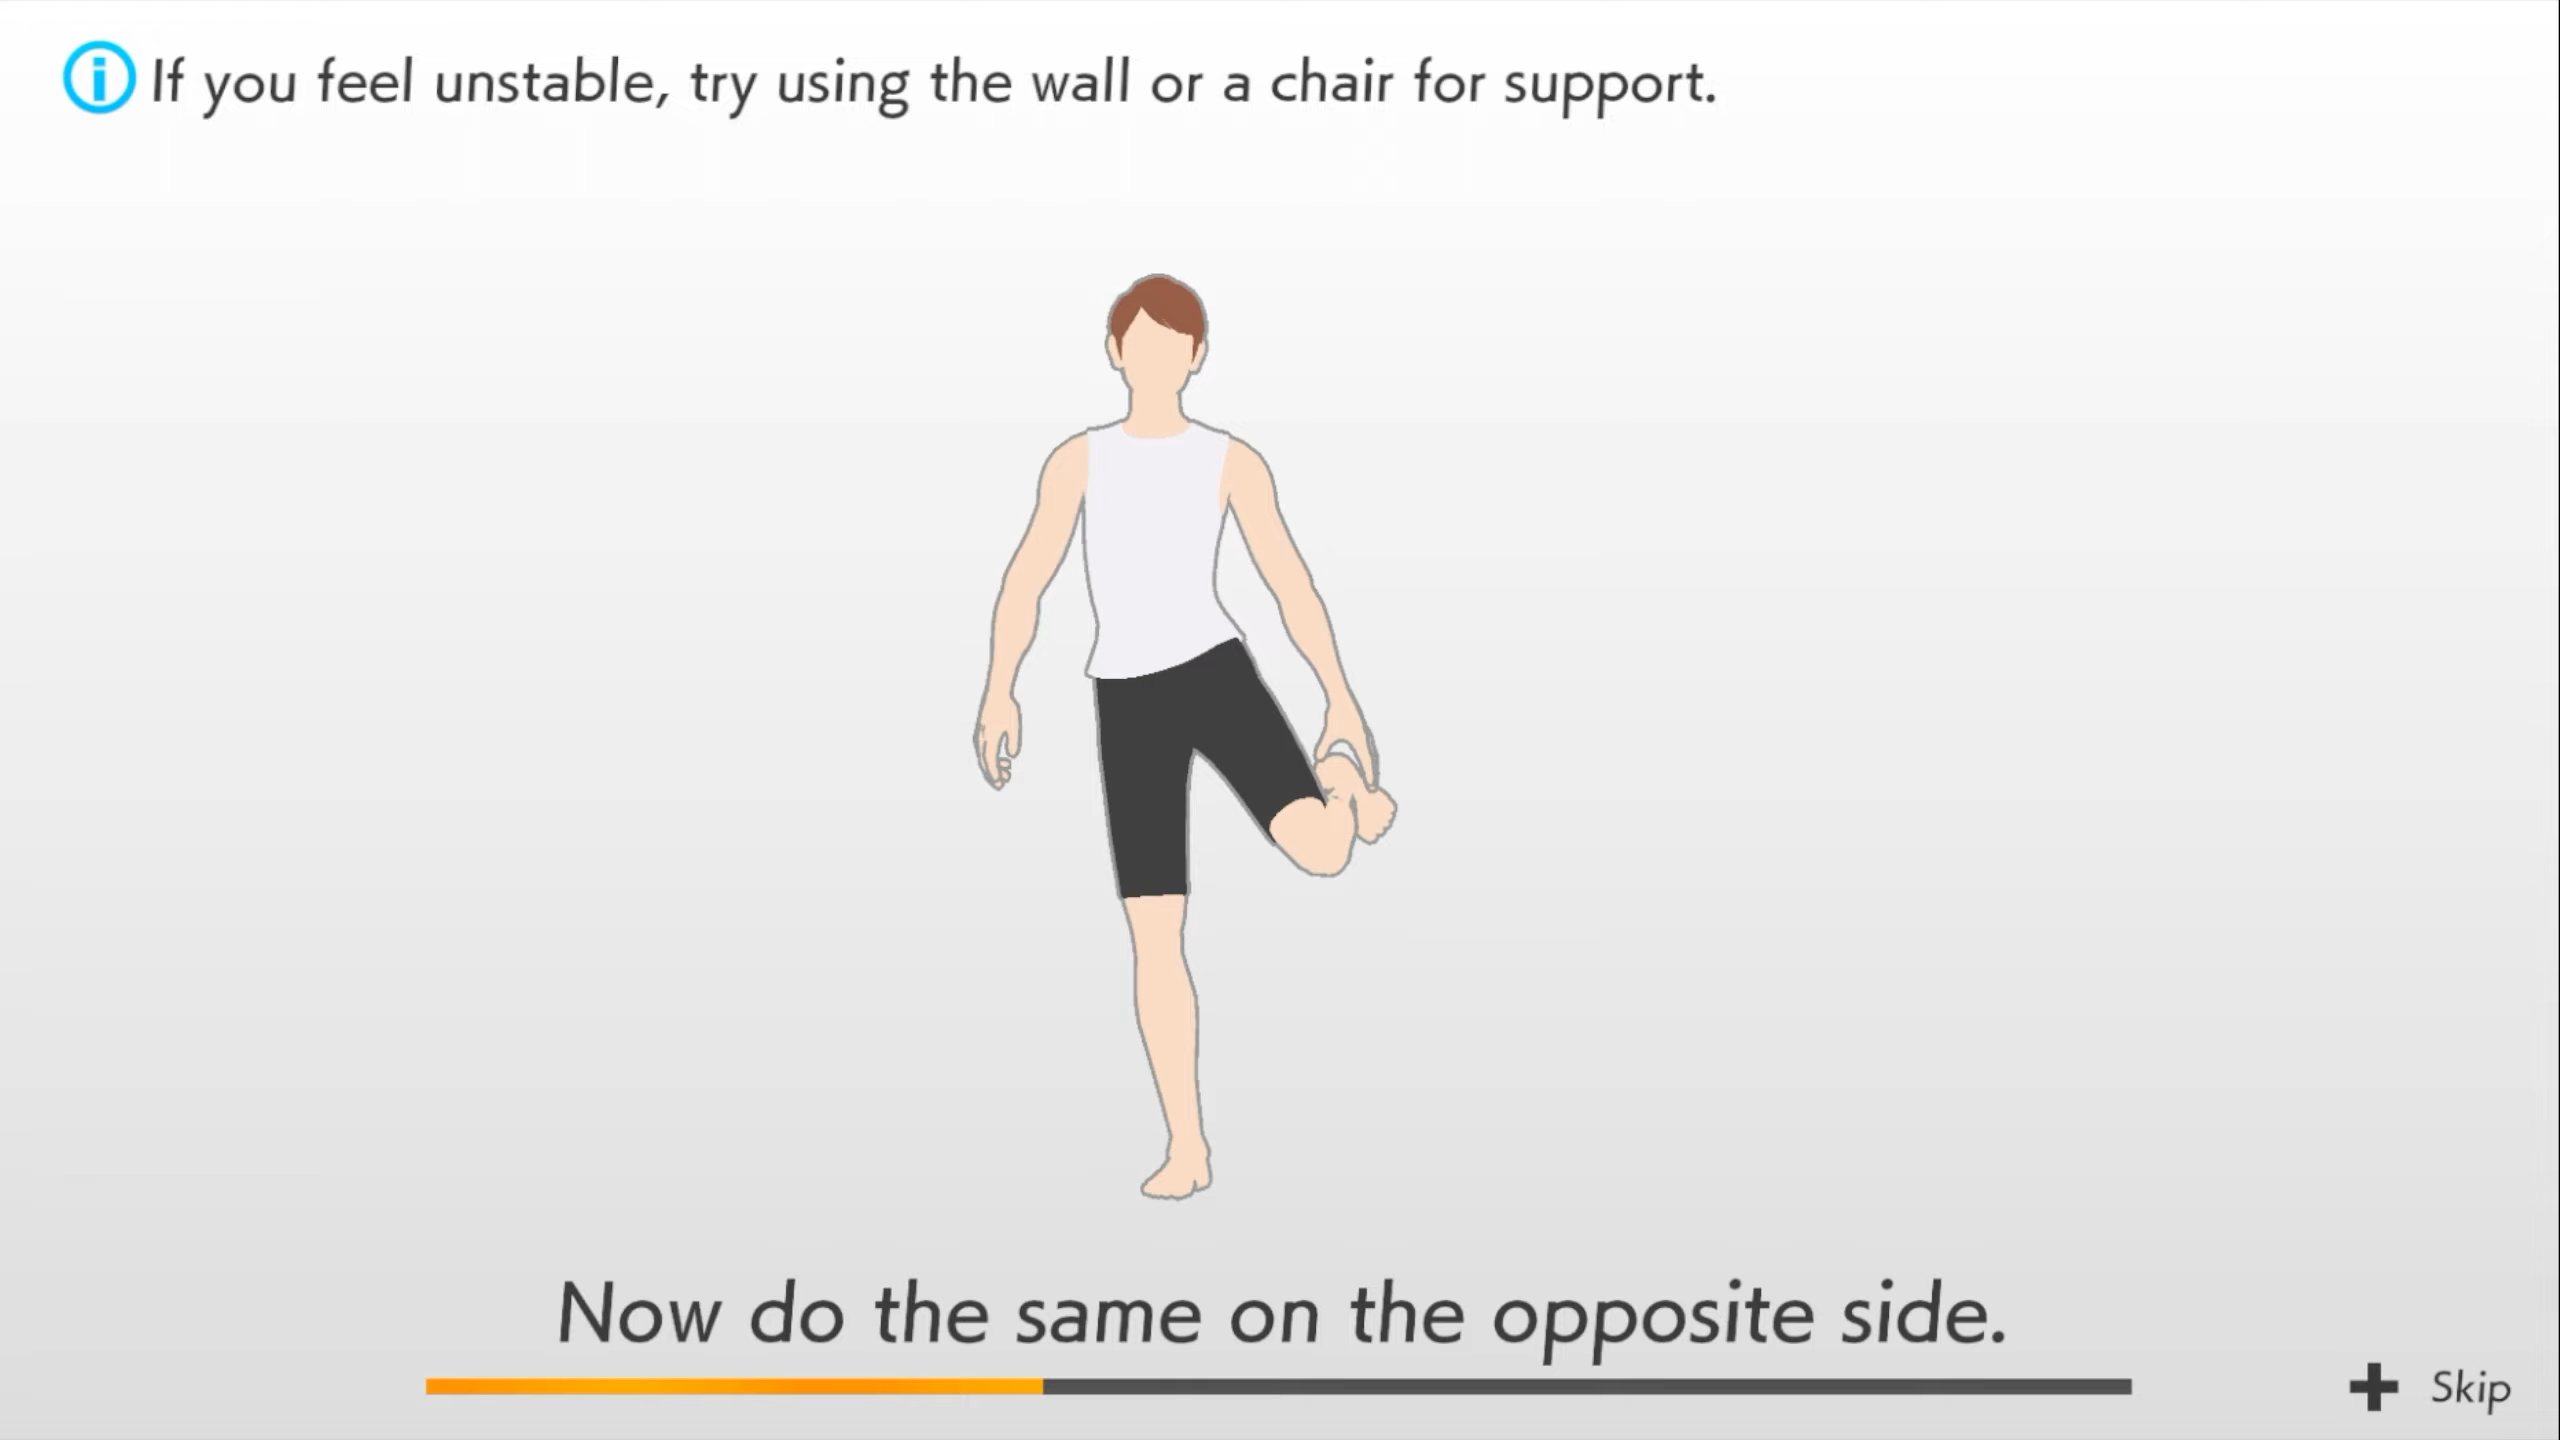 If you feel unstable, try using the wall or a chair for support.
Now do the same on the opposite side.
Skip